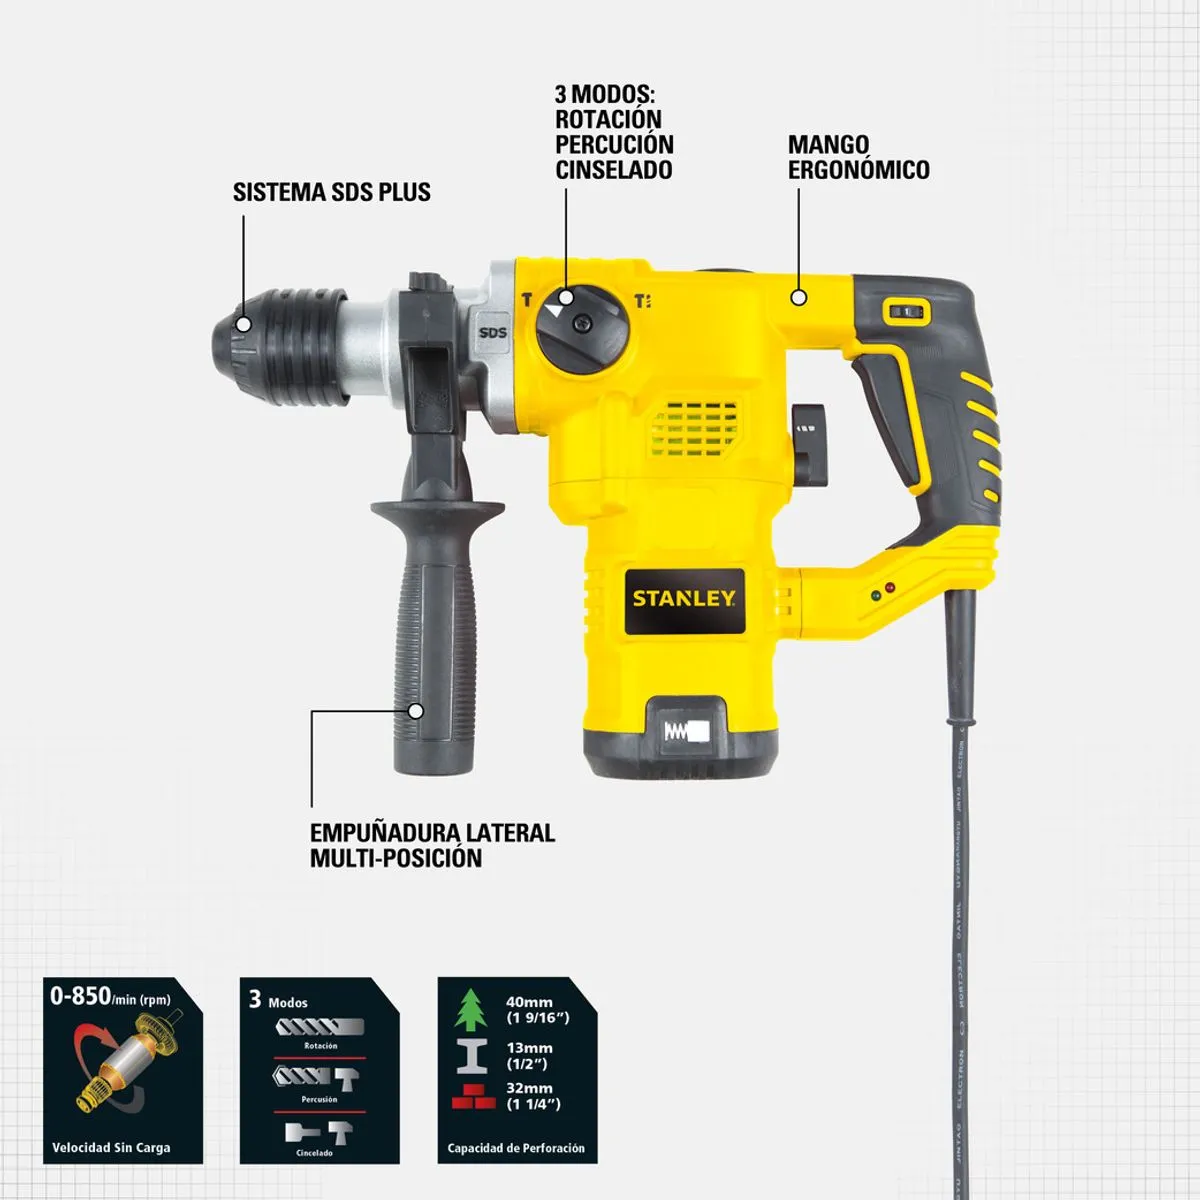 3 MODOS:
ROTACIÓN
PERCUCIÓN
CINSELADO
MANGO
ERGONÓMICO
SISTEMA SDS PLUS
SDS
STANLEY
EMPUÑADURA LATERAL
MULTI-POSICIÓN
0-850/min (rpm)
Velocidad Sin Carga
3 Modos
Rotación
Percusión
Cincelado
40mm
(1 9/16”)
13mm
(1/2”)
32mm
(1 1/4”)
Capacidad de Perforación